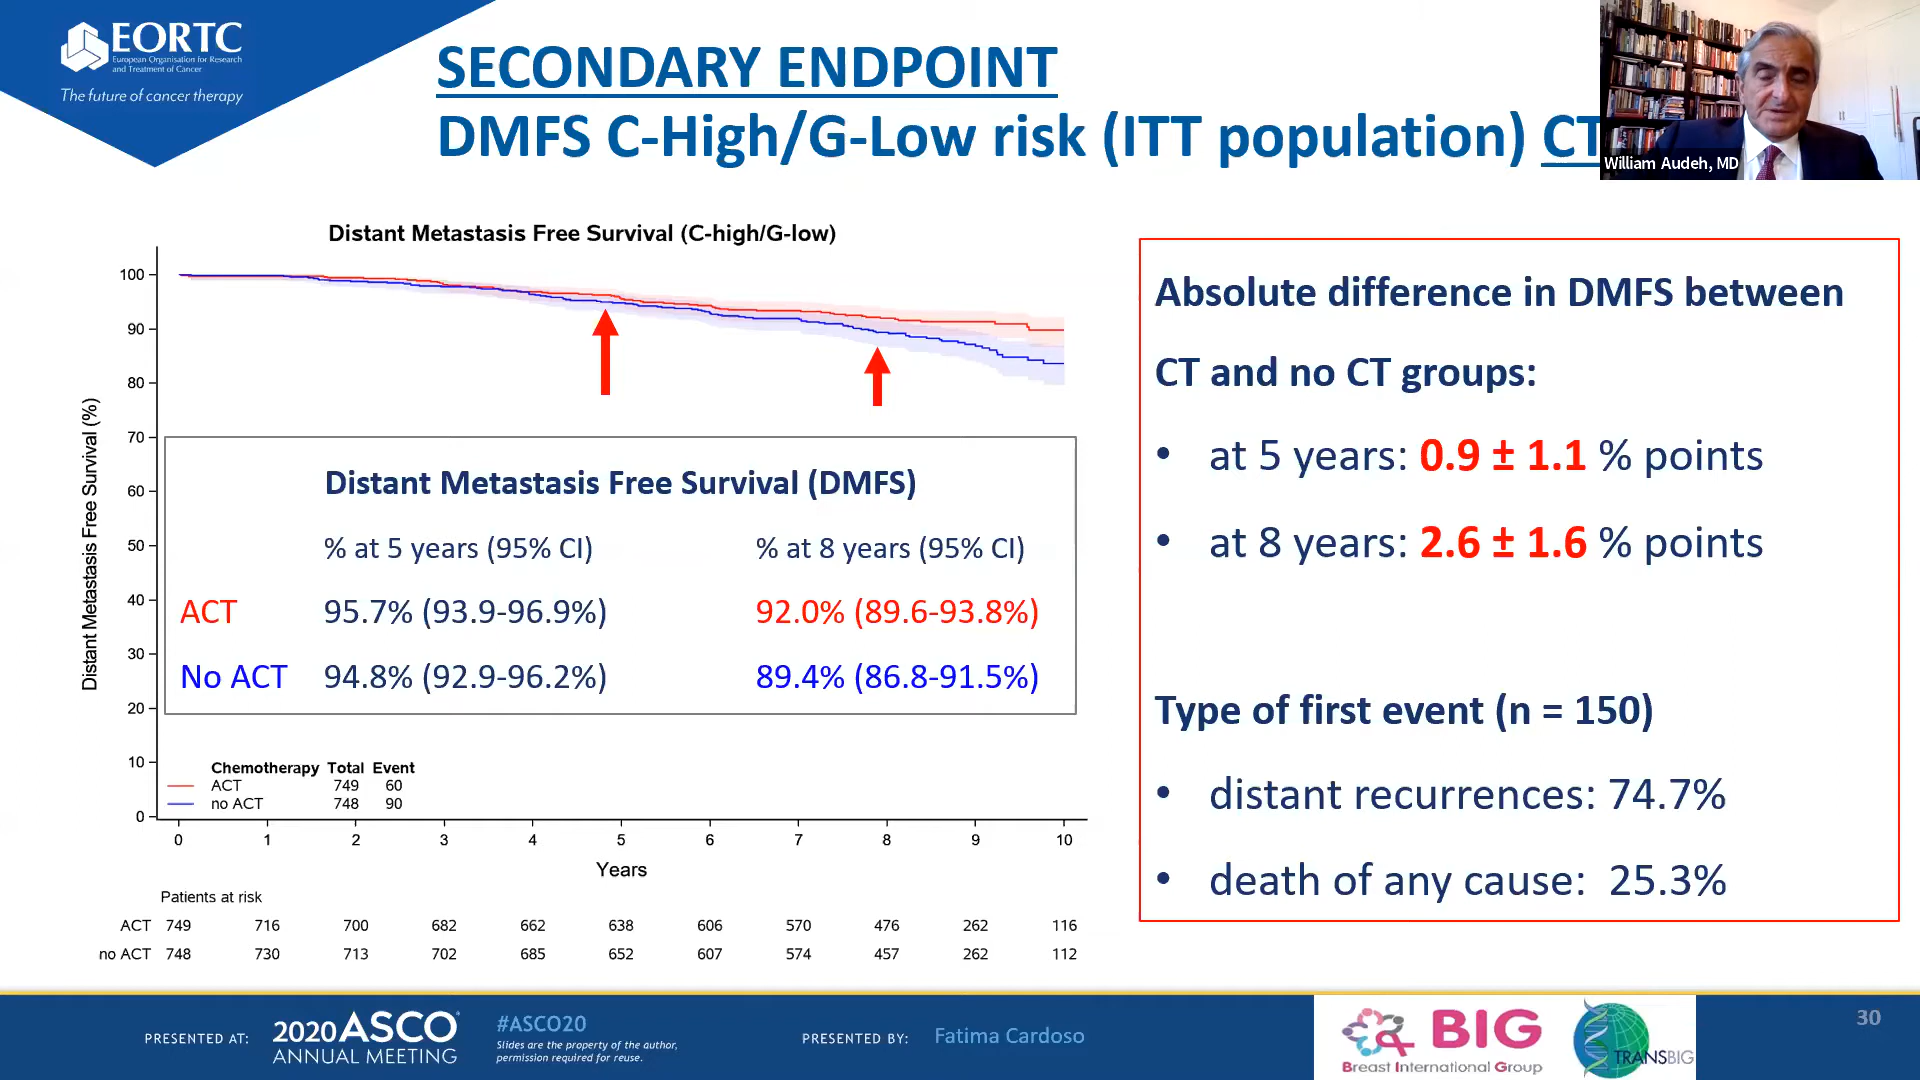 EORTC
European Organisation for Research
and Treatment of Cancer
The future of cancer therapy
SECONDARY ENDPOINT
DMFS C-High/G-Low risk (ITT population) CT
William Audeh, MD
Distant Metastasis Free Survival (C-high/G-low)
Distant Metastasis Free Survival (%)
100
90
80
70
60
50
40
30
20
10
0
Distant Metastasis Free Survival (DMFS)
% at 5 years (95% CI) % at 8 years (95% CI)
ACT 95.7% (93.9-96.9%) 92.0% (89.6-93.8%)
No ACT 94.8% (92.9-96.2%) 89.4% (86.8-91.5%)
Chemotherapy Total Event
ACT 749 60
no ACT 748 90
0 1 2 3 4 5 6 7 8 9 10
Years
Patients at risk
ACT 749 716 700 682 662 638 606 570 476 262 116
no ACT 748 730 713 702 685 652 607 574 457 262 112
Absolute difference in DMFS between
CT and no CT groups:
• at 5 years: 0.9 ± 1.1 % points
• at 8 years: 2.6 ± 1.6 % points
Type of first event (n = 150)
• distant recurrences: 74.7%
• death of any cause: 25.3%
PRESENTED AT:
2020 ASCO
ANNUAL MEETING
#ASCO20
Slides are the property of the author,
permission required for reuse.
PRESENTED BY: Fatima Cardoso
BIG
Breast International Group
TRANSBIG
30